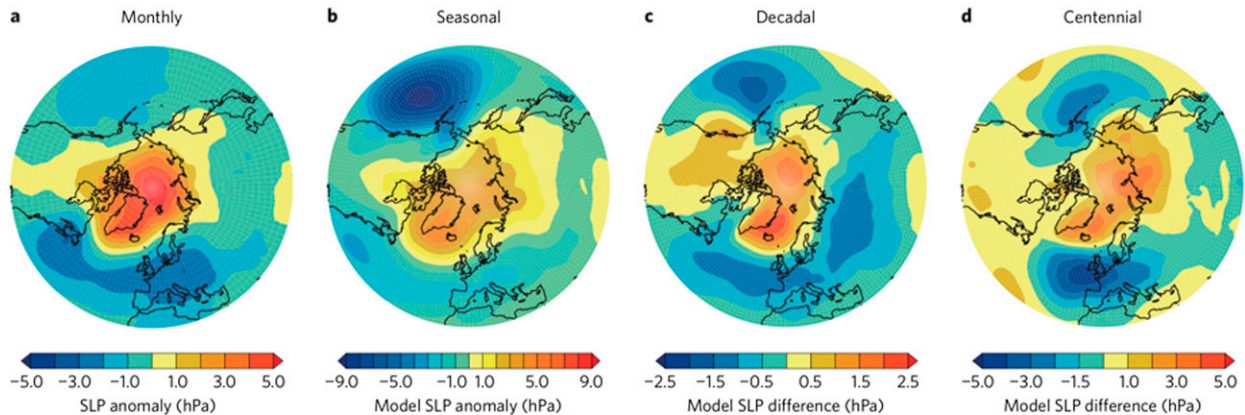 a Monthly
b Seasonal
c Decadal
d Centennial
−5.0 −3.0 −1.0 1.0 3.0 5.0
SLP anomaly (hPa)
−9.0 −5.0 −1.0 1.0 5.0 9.0
Model SLP anomaly (hPa)
−2.5 −1.5 −0.5 0.5 1.5 2.5
Model SLP difference (hPa)
−5.0 −3.0 −1.0 1.0 3.0 5.0
Model SLP difference (hPa)